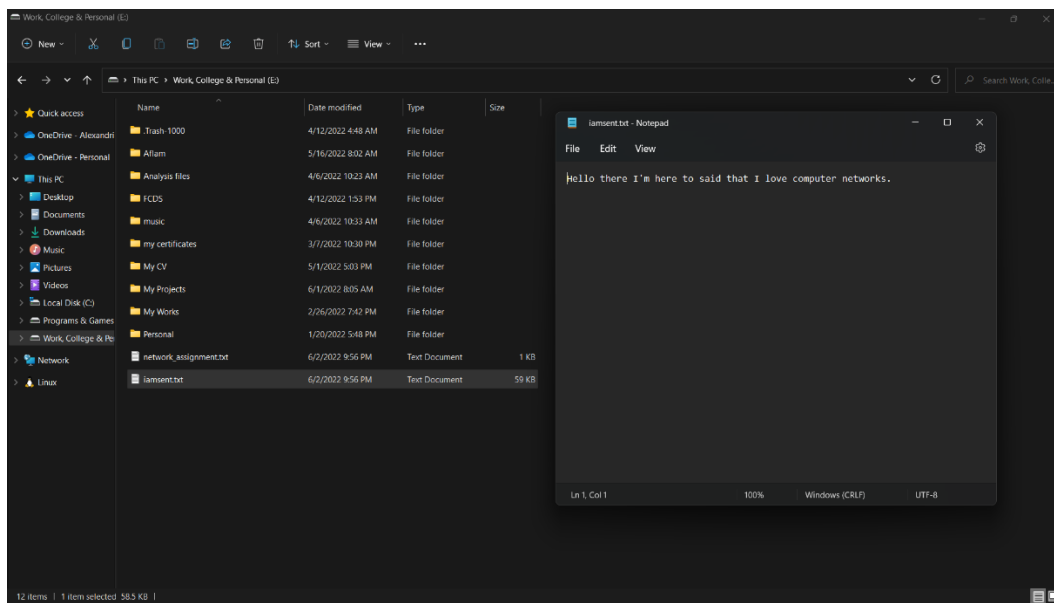 Work, College & Personal (E:)
New
Sort
View
This PC > Work, College & Personal (E:)
Search Work, Colle
Quick access
OneDrive - Alexandri
OneDrive - Personal
This PC
Desktop
Documents
Downloads
Music
Pictures
Videos
Local Disk (C:)
Programs & Games
Work, College & Pe
Network
Linux
Name Date modified Type Size
.Trash-1000 4/12/2022 4:48 AM File folder
Aflam 5/16/2022 8:02 AM File folder
Analysis files 4/6/2022 10:23 AM File folder
FCDS 4/12/2022 1:53 PM File folder
music 4/6/2022 10:33 AM File folder
my certificates 3/7/2022 10:30 PM File folder
My CV 5/1/2022 5:03 PM File folder
My Projects 6/1/2022 8:05 AM File folder
My Works 2/26/2022 7:42 PM File folder
Personal 1/20/2022 5:48 PM File folder
network_assignment.txt 6/2/2022 9:56 PM Text Document 1 KB
iamsent.txt 6/2/2022 9:56 PM Text Document 59 KB
iamsent.txt - Notepad
File Edit View
Hello there I'm here to said that I love computer networks.
Ln 1, Col 1 100% Windows (CRLF) UTF-8
12 items | 1 item selected 58.5 KB |